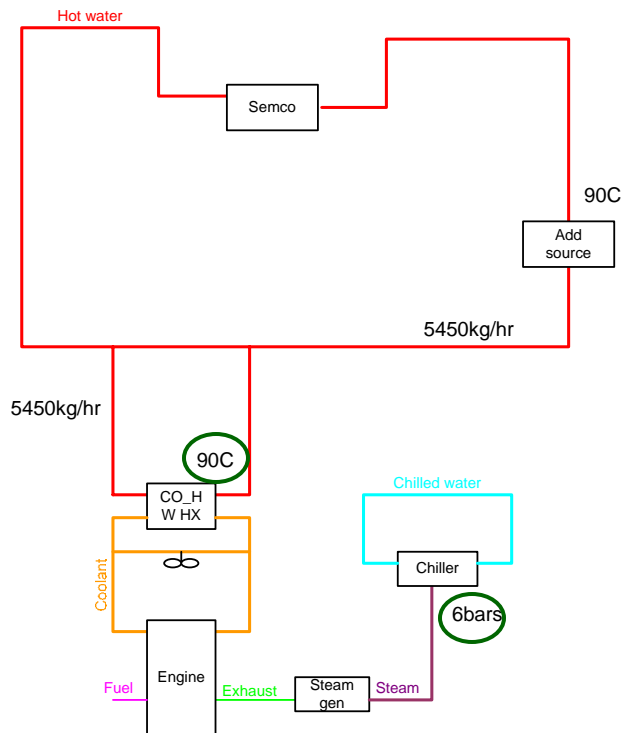 Hot water
Semco
90C
Add
source
5450kg/hr
5450kg/hr
90C
CO_H
W HX
Chilled water
Coolant
Chiller
6bars
Engine
Fuel
Exhaust
Steam
gen
Steam